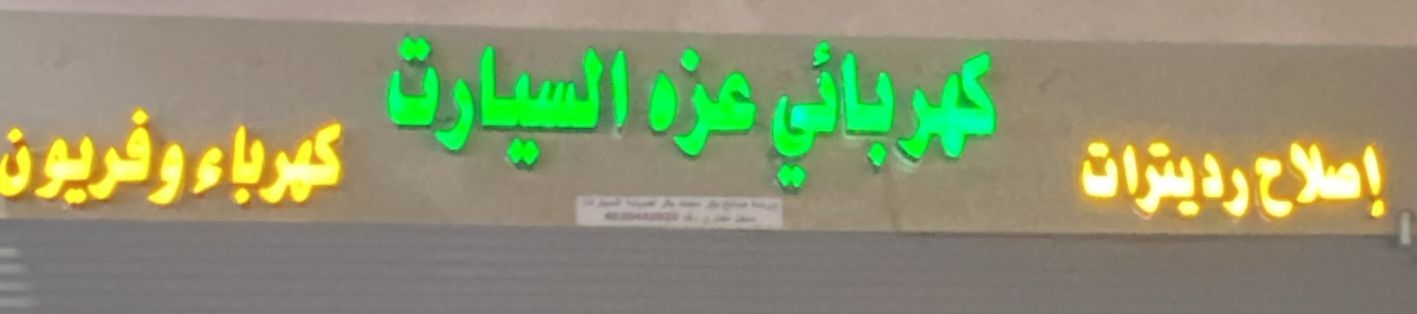 كهربائي عزه السيارت
إصلاح رديترات
كهرباء وفريون